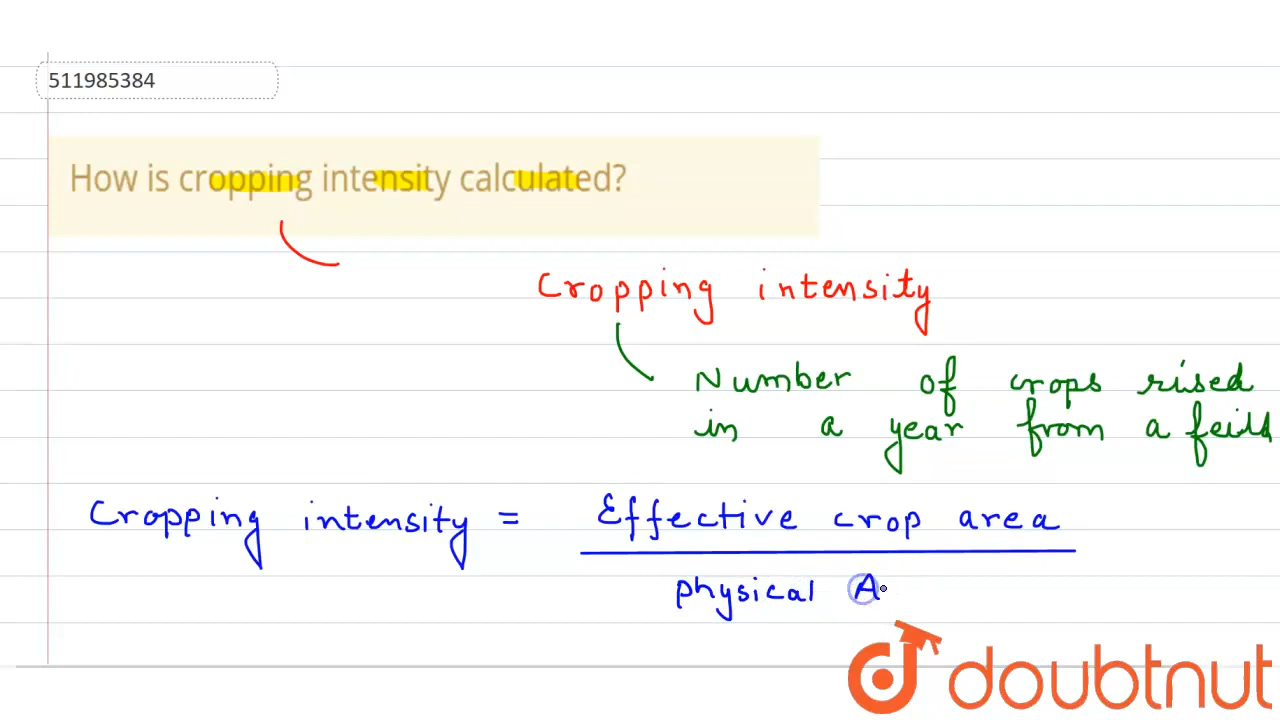 511985384
How is cropping intensity calculated?
Cropping intensity
Number of crops rised
in a year from a feild
Cropping intensity = Effective crop area
physical A
doubtnut